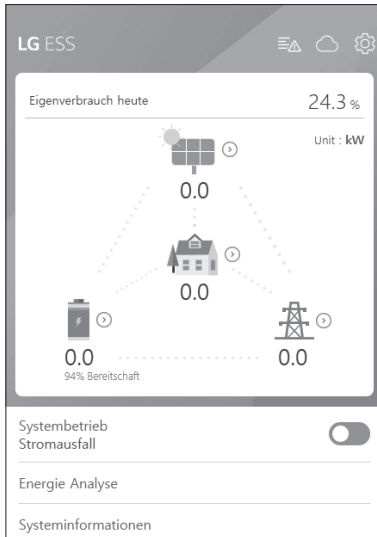 LG ESS
Eigenverbrauch heute 24.3 %
Unit : kW
0.0
0.0
0.0 0.0
94% Bereitschaft
Systembetrieb
Stromausfall
Energie Analyse
Systeminformationen